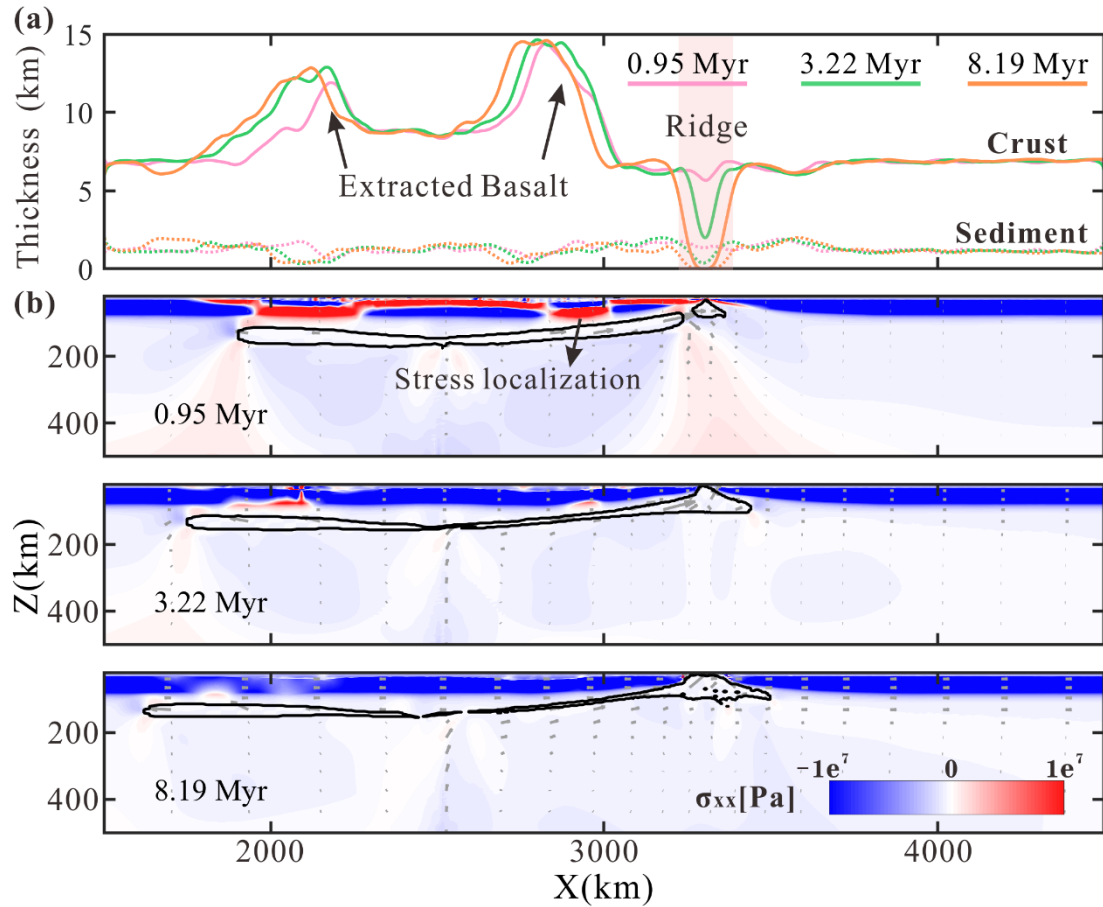 (a)
Thickness (km)
15
10
5
0
0.95 Myr
3.22 Myr
8.19 Myr
Ridge
Extracted Basalt
Crust
Sediment
(b)
Z(km)
200
400
Stress localization
0.95 Myr
200
400
3.22 Myr
200
400
8.19 Myr
−1e⁷ 0 1e⁷
σxx[Pa]
2000 3000 4000
X(km)